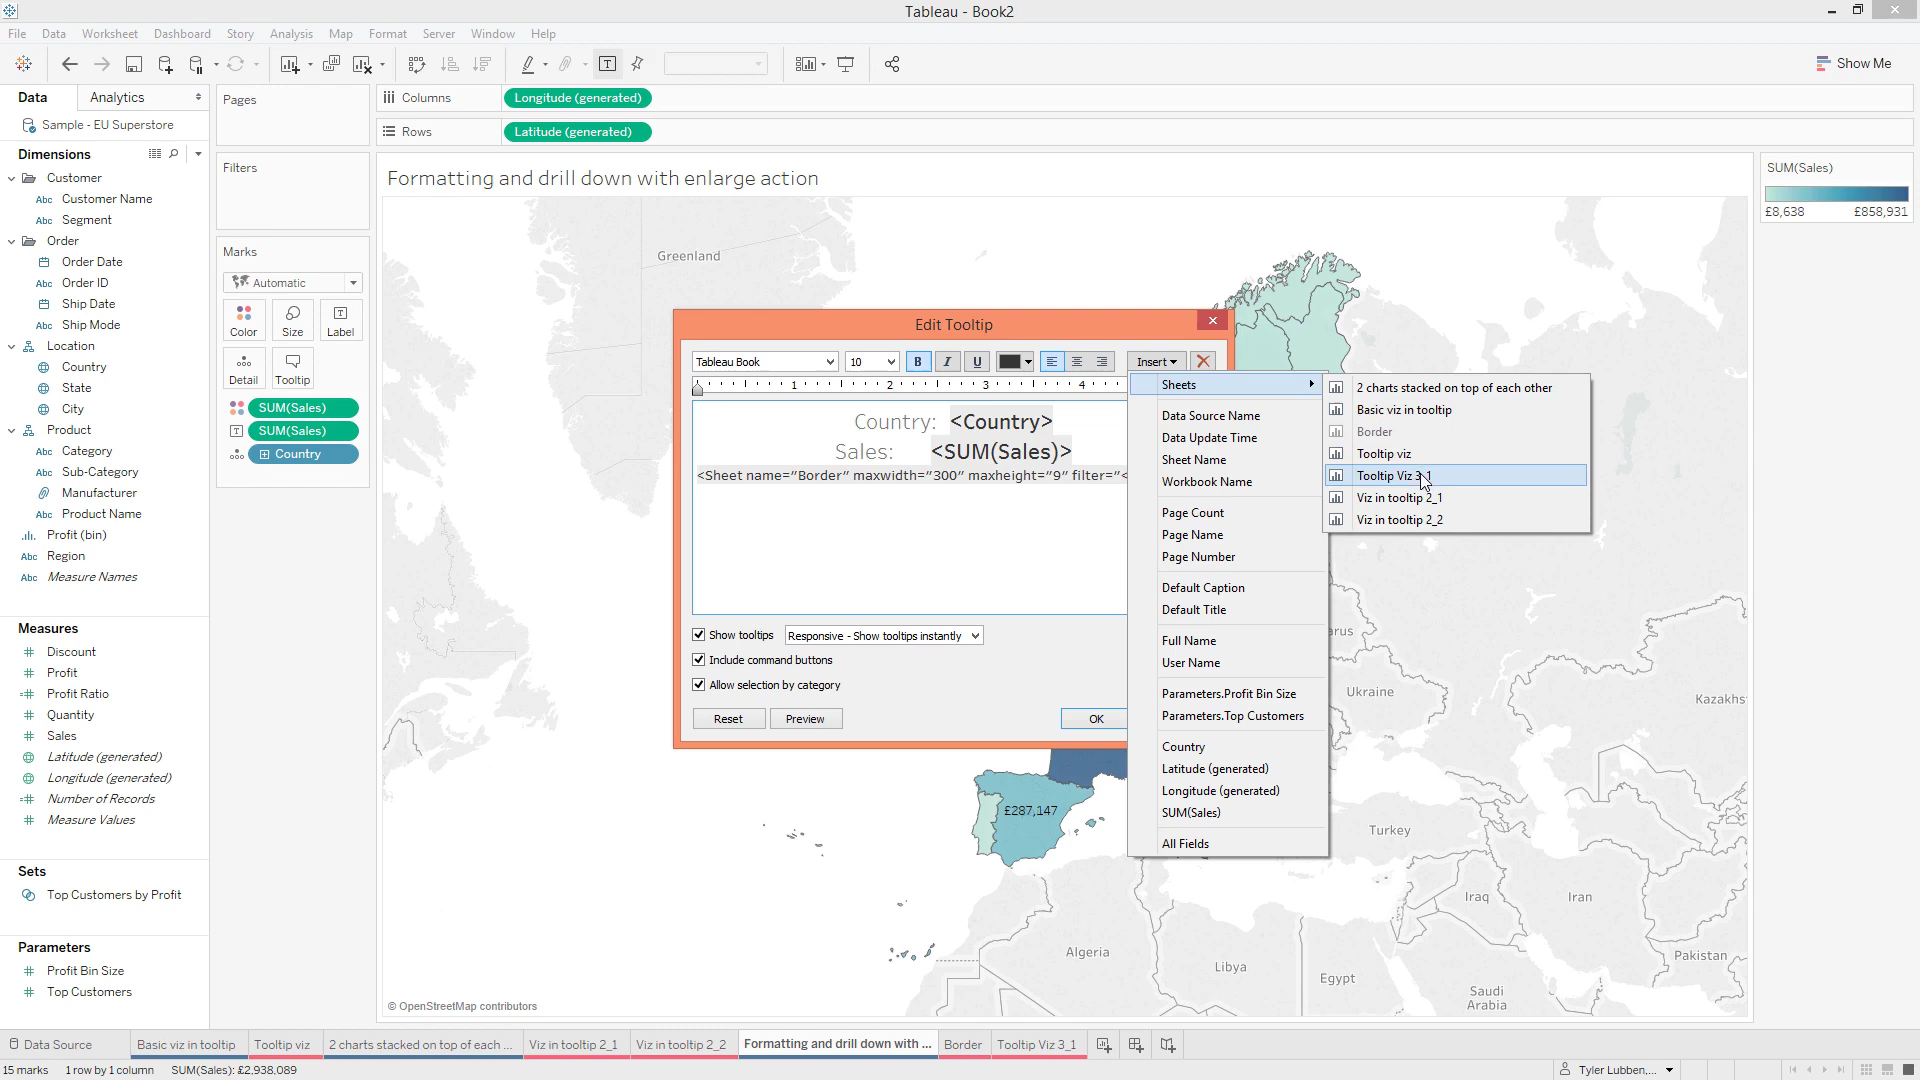 Tableau - Book2
File Data Worksheet Dashboard Story Analysis Map Format Server Window Help
Show Me
Data Analytics
Sample - EU Superstore
Dimensions
Customer
Abc Customer Name
Abc Segment
Order
Order Date
Abc Order ID
Ship Date
Abc Ship Mode
Location
Country
State
City
Product
Abc Category
Abc Sub-Category
Manufacturer
Abc Product Name
Profit (bin)
Abc Region
Abc Measure Names
Measures
# Discount
# Profit
=# Profit Ratio
# Quantity
# Sales
Latitude (generated)
Longitude (generated)
=# Number of Records
# Measure Values
Sets
Top Customers by Profit
Parameters
# Profit Bin Size
# Top Customers
Pages
Filters
Marks
Automatic
Color Size Label
Detail Tooltip
SUM(Sales)
SUM(Sales)
Country
Columns Longitude (generated)
Rows Latitude (generated)
Formatting and drill down with enlarge action
Greenland
Ukraine
Kazakhs
arus
Turkey
Iraq
Iran
Algeria
Libya
Egypt
Saudi
Arabia
Pakistan
£287,147
© OpenStreetMap contributors
SUM(Sales)
£8,638 £858,931
Edit Tooltip
Tableau Book 10 B I U Insert
1 2 3 4
Country: <Country>
Sales: <SUM(Sales)>
<Sheet name="Border" maxwidth="300" maxheight="9" filter="<
Show tooltips Responsive - Show tooltips instantly
Include command buttons
Allow selection by category
Reset Preview OK
Sheets
Data Source Name
Data Update Time
Sheet Name
Workbook Name
Page Count
Page Name
Page Number
Default Caption
Default Title
Full Name
User Name
Parameters.Profit Bin Size
Parameters.Top Customers
Country
Latitude (generated)
Longitude (generated)
SUM(Sales)
All Fields
2 charts stacked on top of each other
Basic viz in tooltip
Border
Tooltip viz
Tooltip Viz 3_1
Viz in tooltip 2_1
Viz in tooltip 2_2
Data Source Basic viz in tooltip Tooltip viz 2 charts stacked on top of each ... Viz in tooltip 2_1 Viz in tooltip 2_2 Formatting and drill down with ... Border Tooltip Viz 3_1
15 marks 1 row by 1 column SUM(Sales): £2,938,089 Tyler Lubben,...